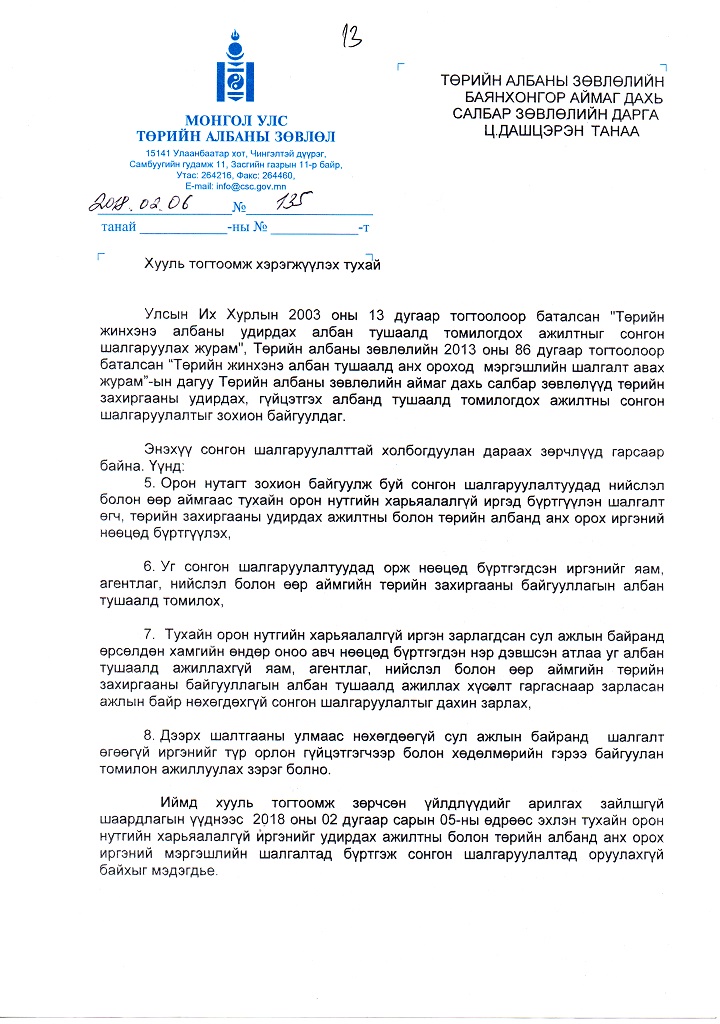 13
МОНГОЛ УЛС
ТӨРИЙН АЛБАНЫ ЗӨВЛӨЛ
15141 Улаанбаатар хот, Чингэлтэй дүүрэг,
Самбуугийн гудамж 11, Засгийн газрын 11-р байр,
Утас: 264216, Факс: 264460,
E-mail: info@csc.gov.mn
2018.02.06 № 135
танай ____________-ны № ____________-т
ТӨРИЙН АЛБАНЫ ЗӨВЛӨЛИЙН
БАЯНХОНГОР АЙМАГ ДАХЬ
САЛБАР ЗӨВЛӨЛИЙН ДАРГА
Ц.ДАШЦЭРЭН ТАНАА
Хууль тогтоомж хэрэгжүүлэх тухай
Улсын Их Хурлын 2003 оны 13 дугаар тогтоолоор баталсан "Төрийн
жинхэнэ албаны удирдах албан тушаалд томилогдох ажилтныг сонгон
шалгаруулах журам", Төрийн албаны зөвлөлийн 2013 оны 86 дугаар тогтоолоор
баталсан "Төрийн жинхэнэ албан тушаалд анх ороход мэргэшлийн шалгалт авах
журам"-ын дагуу Төрийн албаны зөвлөлийн аймаг дахь салбар зөвлөлүүд төрийн
захиргааны удирдах, гүйцэтгэх албанд тушаалд томилогдох ажилтны сонгон
шалгаруулалтыг зохион байгуулдаг.
Энэхүү сонгон шалгаруулалттай холбогдуулан дараах зөрчлүүд гарсаар
байна. Үүнд:
5. Орон нутагт зохион байгуулж буй сонгон шалгаруулалтуудад нийслэл
болон өөр аймгаас тухайн орон нутгийн харьяалалгүй иргэд бүртгүүлэн шалгалт
өгч, төрийн захиргааны удирдах ажилтны болон төрийн албанд анх орох иргэний
нөөцөд бүртгүүлэх,
6. Уг сонгон шалгаруулалтуудад орж нөөцөд бүртгэгдсэн иргэнийг яам,
агентлаг, нийслэл болон өөр аймгийн төрийн захиргааны байгууллагын албан
тушаалд томилох,
7. Тухайн орон нутгийн харьяалалгүй иргэн зарлагдсан сул ажлын байранд
өрсөлдөн хамгийн өндөр оноо авч нөөцөд бүртгэгдэн нэр дэвшсэн атлаа уг албан
тушаалд ажиллахгүй яам, агентлаг, нийслэл болон өөр аймгийн төрийн
захиргааны байгууллагын албан тушаалд ажиллах хүсэлт гаргаснаар зарласан
ажлын байр нөхөгдөхгүй сонгон шалгаруулалтыг дахин зарлах,
8. Дээрх шалтгааны улмаас нөхөгдөөгүй сул ажлын байранд шалгалт
өгөөгүй иргэнийг түр орлон гүйцэтгэгчээр болон хөдөлмөрийн гэрээ байгуулан
томилон ажиллуулах зэрэг болно.
Иймд хууль тогтоомж зөрчсөн үйлдлүүдийг арилгах зайлшгүй
шаардлагын үүднээс 2018 оны 02 дугаар сарын 05-ны өдрөөс эхлэн тухайн орон
нутгийн харьяалалгүй иргэнийг удирдах ажилтны болон төрийн албанд анх орох
иргэний мэргэшлийн шалгалтад бүртгэж сонгон шалгаруулалтад оруулахгүй
байхыг мэдэгдье.